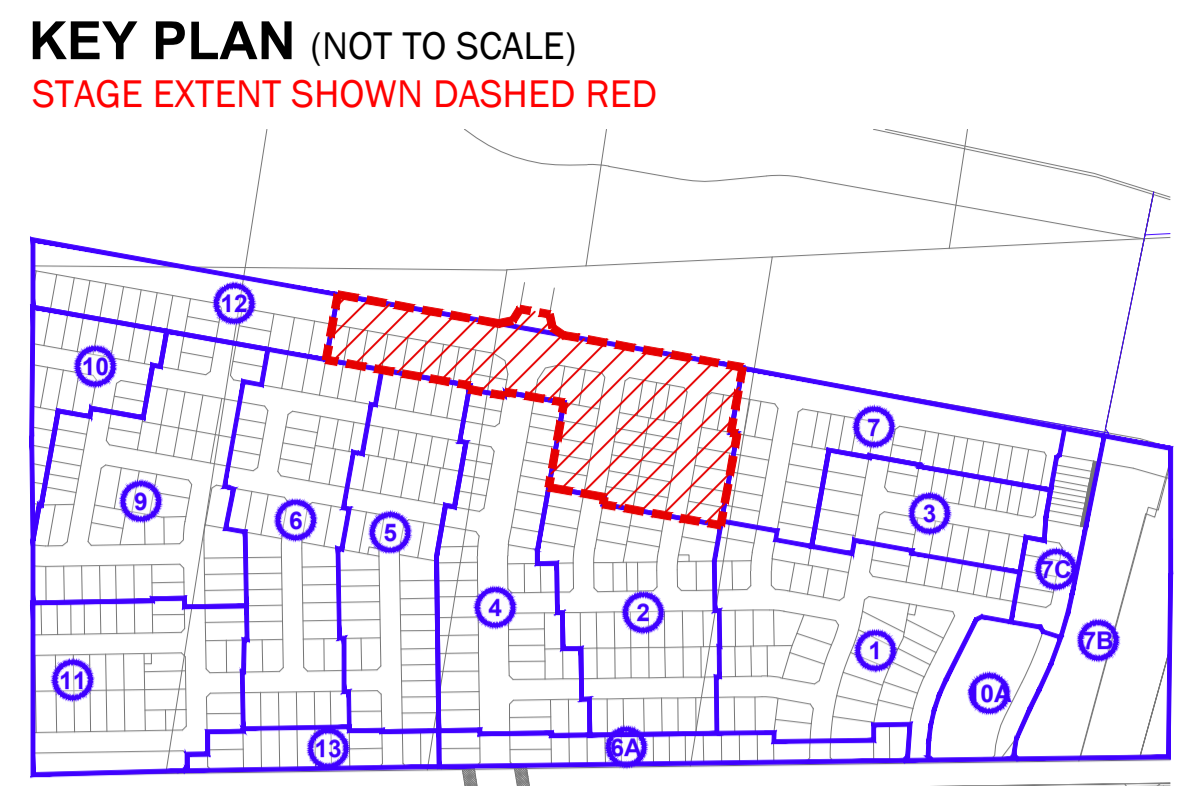 KEY PLAN (NOT TO SCALE)
STAGE EXTENT SHOWN DASHED RED
12
10
7
9
3
6
5
7C
4
2
7B
1
11
10A
13
6A